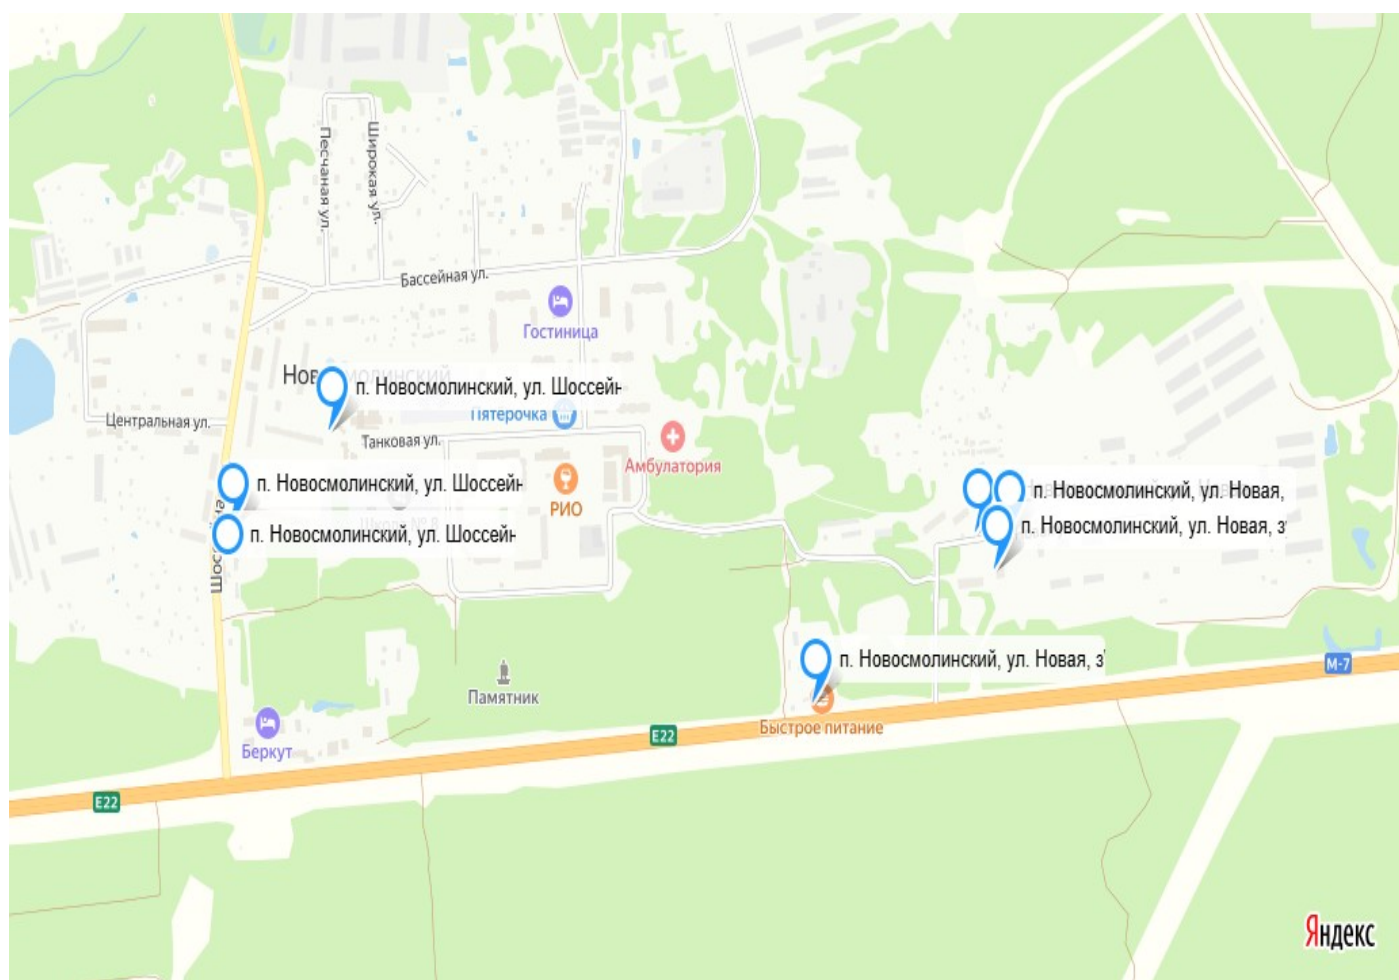 Песчаная ул.
Широкая ул.
Бассейная ул.
Гостиница
п. Новосмолинский, ул. Шоссейн
Пятерочка
Центральная ул.
Танковая ул.
Амбулатория
п. Новосмолинский, ул. Шоссейн
РИО
п. Новосмолинский, ул. Новая,
п. Новосмолинский, ул. Новая, з
п. Новосмолинский, ул. Шоссейн
п. Новосмолинский, ул. Новая, з
М-7
Памятник
Быстрое питание
E22
Беркут
E22
Яндекс